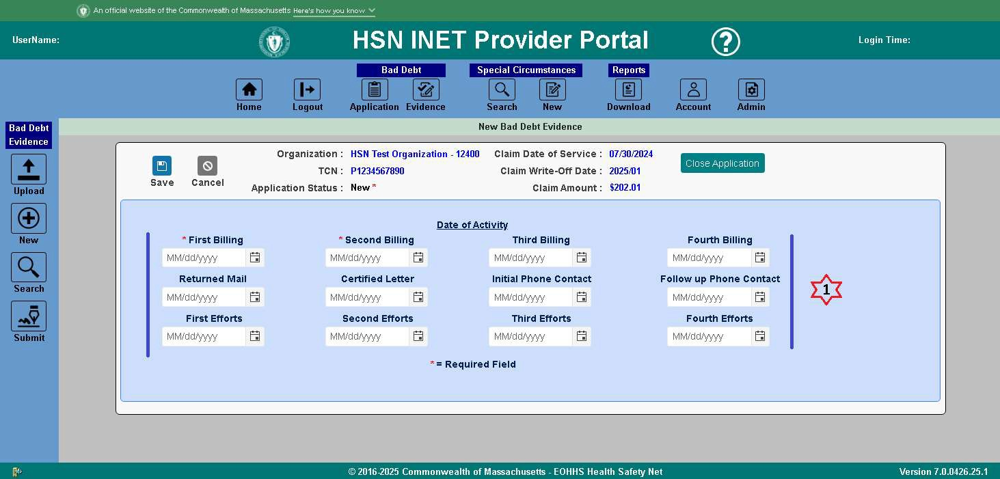 An official website of the Commonwealth of Massachusetts Here's how you know
UserName:
HSN INET Provider Portal
?
Login Time:
Bad Debt
Special Circumstances
Reports
Home
Logout
Application
Evidence
Search
New
Download
Account
Admin
Bad Debt
Evidence
Upload
New
Search
Submit
New Bad Debt Evidence
Save
Cancel
Organization : HSN Test Organization - 12400
TCN : P1234567890
Application Status : New *
Claim Date of Service : 07/30/2024
Claim Write-Off Date : 2025/01
Claim Amount : $202.01
Close Application
Date of Activity
* First Billing
* Second Billing
Third Billing
Fourth Billing
MM/dd/yyyy
MM/dd/yyyy
MM/dd/yyyy
MM/dd/yyyy
Returned Mail
Certified Letter
Initial Phone Contact
Follow up Phone Contact
MM/dd/yyyy
MM/dd/yyyy
MM/dd/yyyy
MM/dd/yyyy
First Efforts
Second Efforts
Third Efforts
Fourth Efforts
MM/dd/yyyy
MM/dd/yyyy
MM/dd/yyyy
MM/dd/yyyy
1
* = Required Field
© 2016-2025 Commonwealth of Massachusetts - EOHHS Health Safety Net
Version 7.0.0426.25.1